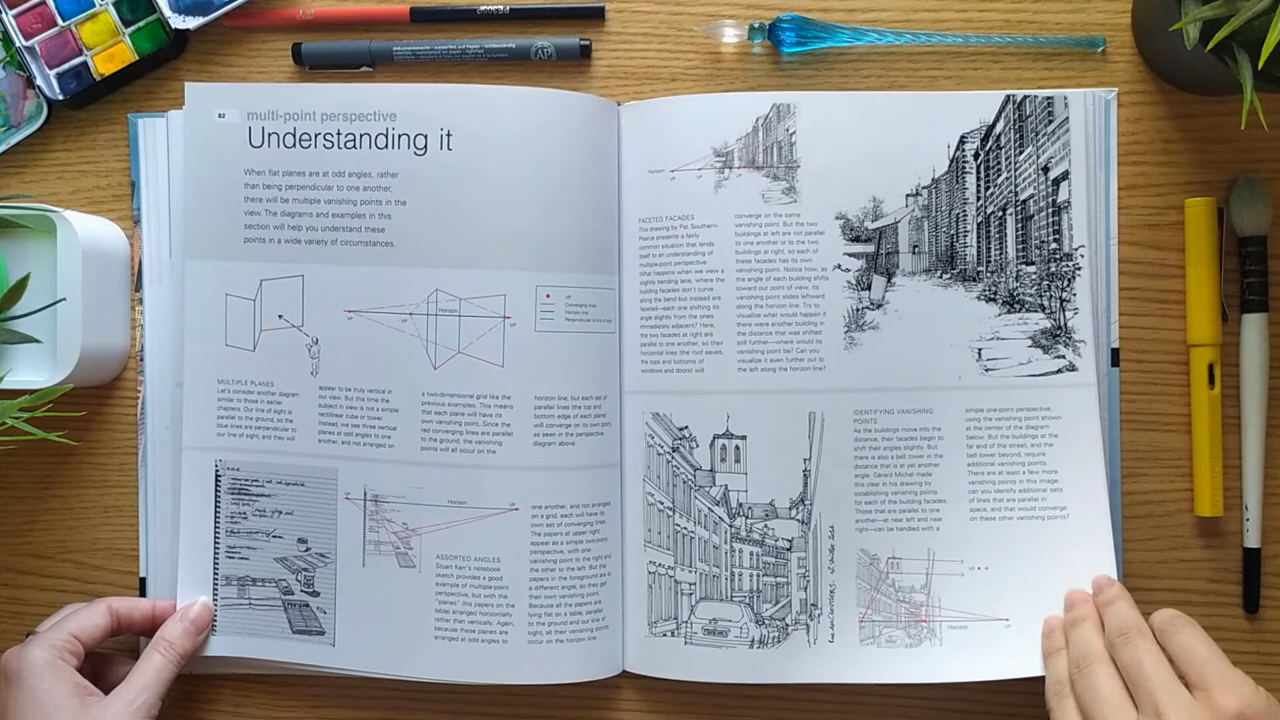 PE305P
dokumentenecht • wasserfest auf Papier • lichtbeständig
AP
82
multi-point perspective
Understanding it
When flat planes are at odd angles, rather
than being perpendicular to one another,
there will be multiple vanishing points in the
view. The diagrams and examples in this
section will help you understand these
points in a wide variety of circumstances.
VP
VP
Horizon
VP
VP
Converging lines
Horizon line
Perpendicular to line of
MULTIPLE PLANES
Let's consider another diagram
similar to those in earlier
chapters. Our line of sight is
parallel to the ground, so the
blue lines are perpendicular to
our line of sight, and they will
appear to be truly vertical in
our view. But this time the
subject in view is not a simple
rectilinear cube or tower.
Instead, we see three vertical
planes at odd angles to one
another, and not arranged on
a two-dimensional grid like the
previous examples. This means
that each plane will have its
own vanishing point. Since the
red converging lines are parallel
to the ground, the vanishing
points will all occur on the
horizon line, but each set of
parallel lines (the top and
bottom edge of each plane)
will converge on its own point,
as seen in the perspective
diagram above.
VP
Horizon
VP
ASSORTED ANGLES
Stuart Kerr's notebook
sketch provides a good
example of multiple-point
perspective, but with the
"planes" (his papers on the
table) arranged horizontally
rather than vertically. Again,
because these planes are
arranged at odd angles to
one another, and not arranged
on a grid, each will have its
own set of converging lines.
The papers at upper right
appear as a simple two-point
perspective, with one
vanishing point to the right and
the other to the left. But the
papers in the foreground are at
a different angle, so they get
their own vanishing point.
Because all the papers are
lying flat on a table, parallel
to the ground and our line of
sight, all their vanishing points
occur on the horizon line.
Horizon
VP
VP
FACETED FACADES
This drawing by Pat Southern-
Pearce presents a fairly
common situation that lends
itself to an understanding of
multiple-point perspective.
What happens when we view a
slightly bending lane, where the
building facades don't curve
along the bend but instead are
faceted—each one shifting its
angle slightly from the ones
immediately adjacent? Here,
the two facades at right are
parallel to one another, so their
horizontal lines (the roof eaves,
the tops and bottoms of
windows and doors) will
converge on the same
vanishing point. But the two
buildings at left are not parallel
to one another or to the two
buildings at right, so each of
these facades has its own
vanishing point. Notice how, as
the angle of each building shifts
toward our point of view, its
vanishing point slides leftward
along the horizon line. Try to
visualize what would happen if
there were another building in
the distance that was shifted
still further—where would its
vanishing point be? Can you
visualize it even further out to
the left along the horizon line?
IDENTIFYING VANISHING
POINTS
As the buildings move into the
distance, their facades begin to
shift their angles slightly. But
there is also a bell tower in the
distance that is at yet another
angle. Gérard Michel made
this clear in his drawing by
establishing vanishing points
for each of the building facades.
Those that are parallel to one
another—at near left and near
right—can be handled with a
simple one-point perspective,
using the vanishing point shown
at the center of the diagram
below. But the buildings at the
far end of the street, and the
bell tower beyond, require
additional vanishing points.
There are at least a few more
vanishing points in this image;
can you identify additional sets
of lines that are parallel in
space, and that would converge
on these other vanishing points?
VP
Horizon
VP